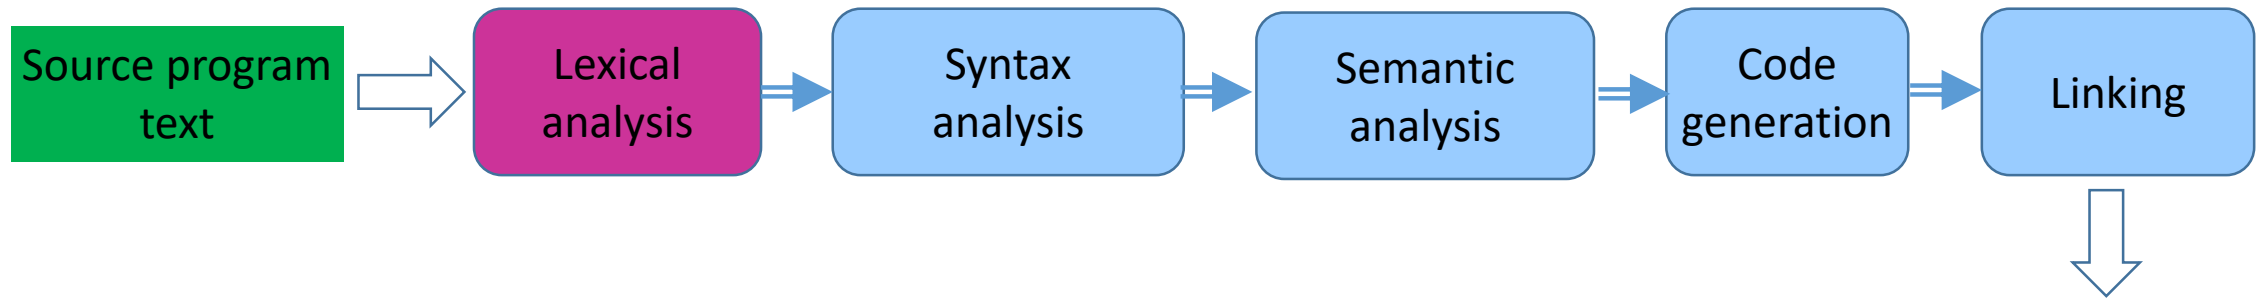 Source program
text
Lexical
analysis
Syntax
analysis
Semantic
analysis
Code
generation
Linking